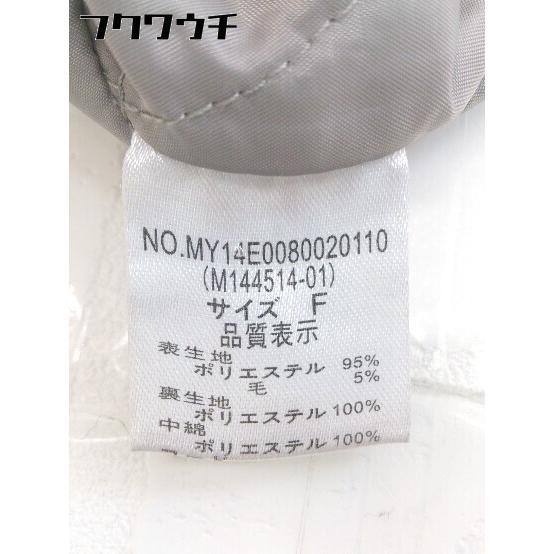 フクワウチ
NO.MY14E0080020110
(M144514-01)
サイズ F
品質表示
表生地
ポリエステル 95%
毛 5%
裏生地
ポリエステル 100%
中綿
ポリエステル 100%